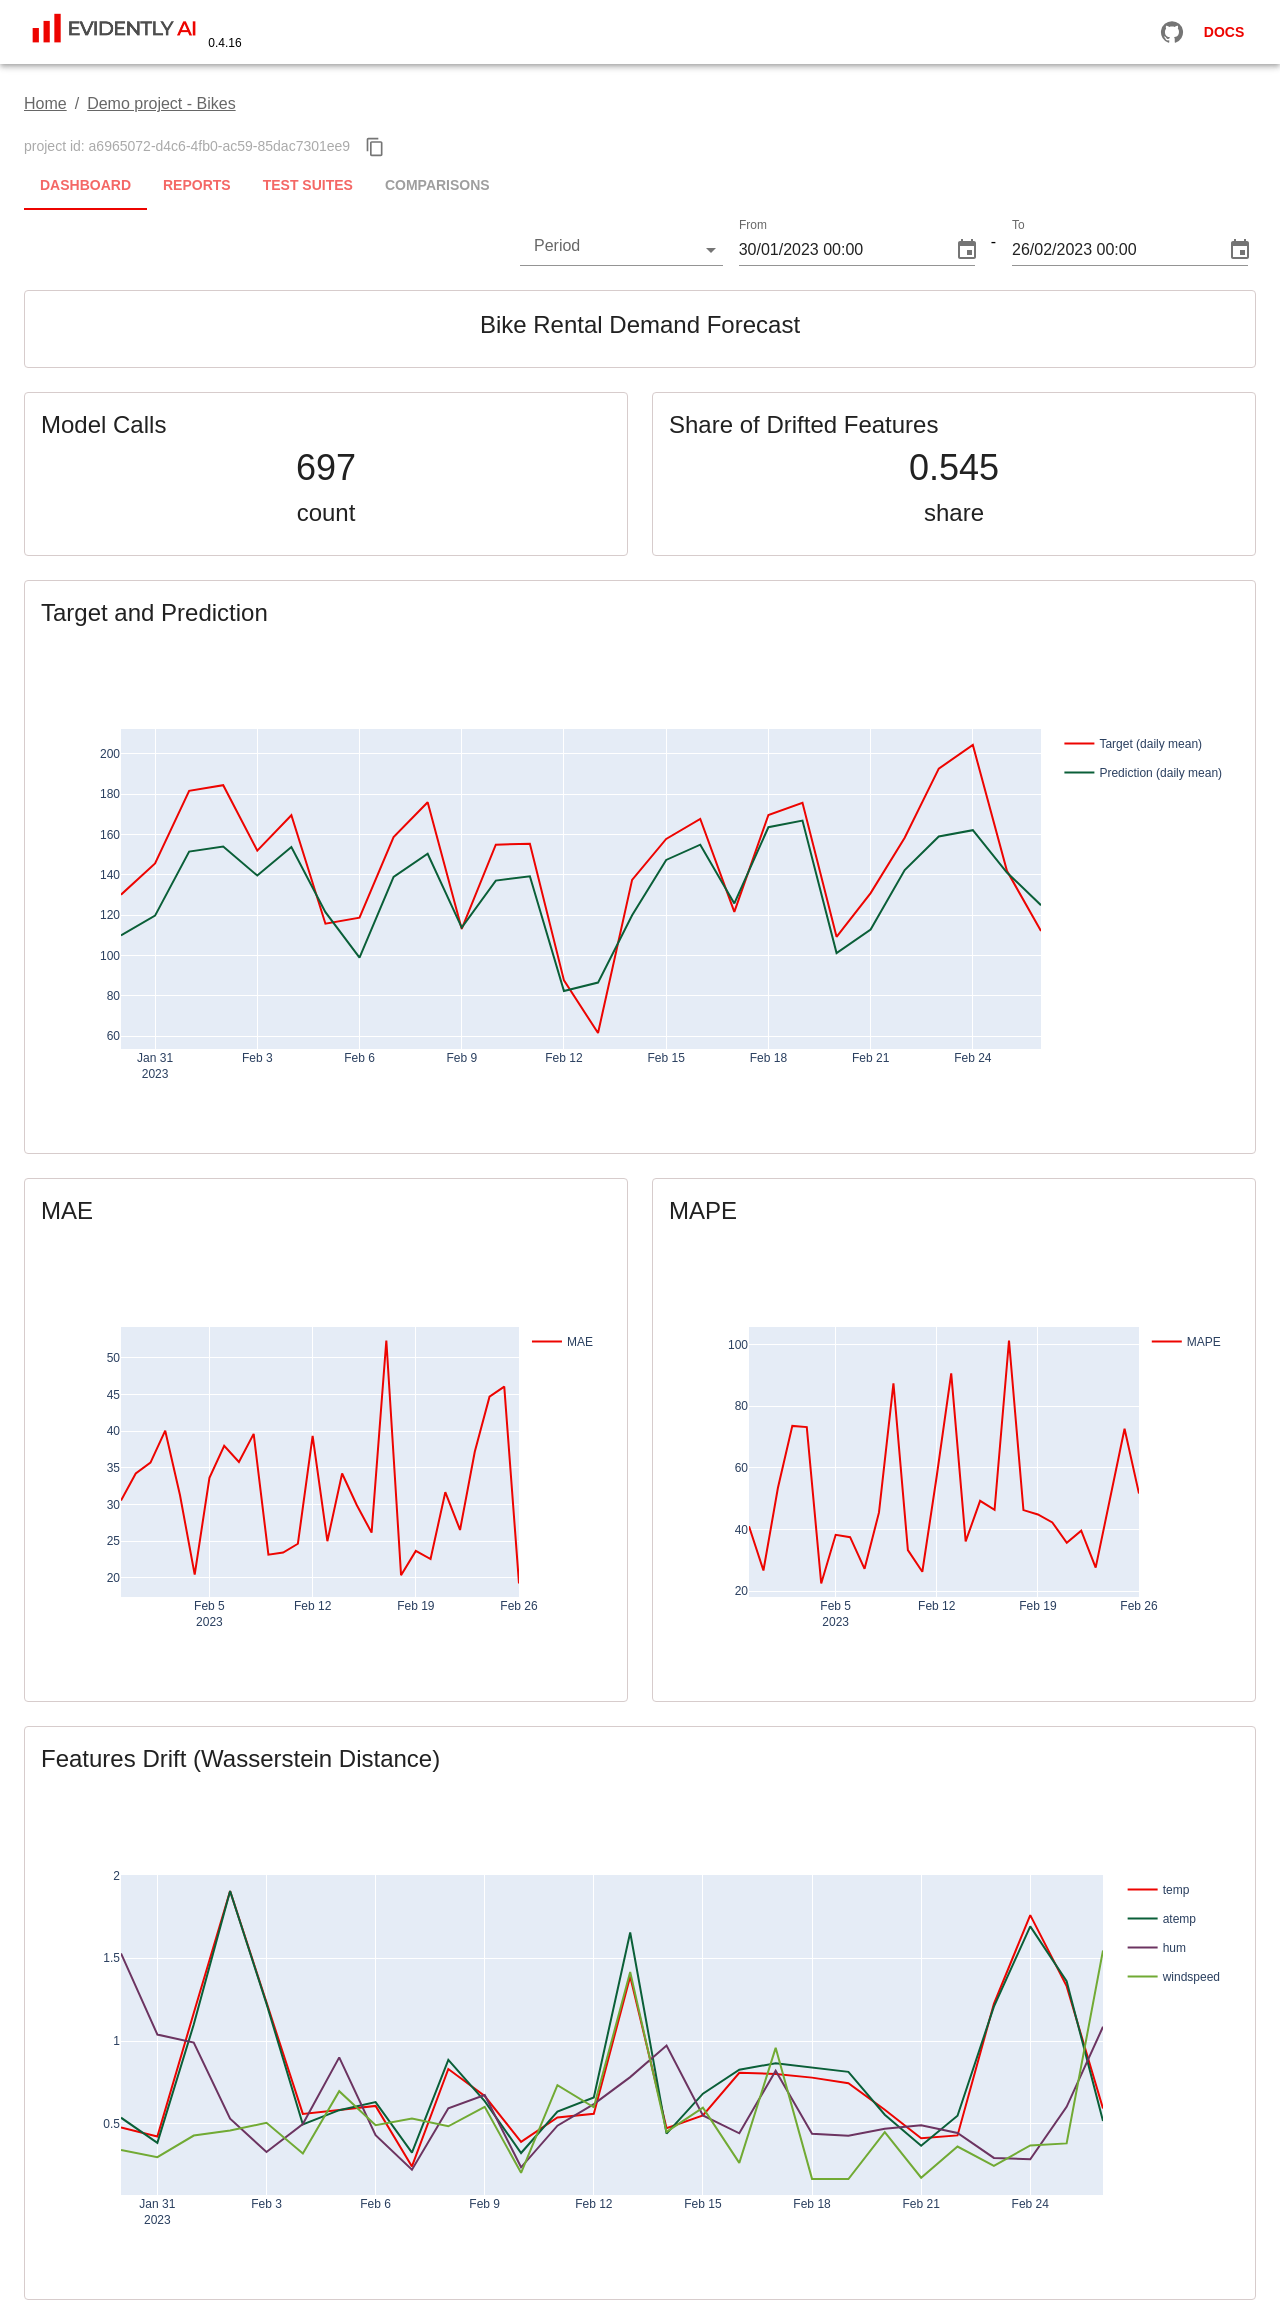 EVIDENTLY AI
0.4.16
DOCS
Home / Demo project - Bikes
project id: a6965072-d4c6-4fb0-ac59-85dac7301ee9
DASHBOARD REPORTS TEST SUITES COMPARISONS
Period
From
30/01/2023 00:00
-
To
26/02/2023 00:00
Bike Rental Demand Forecast
Model Calls
697
count
Share of Drifted Features
0.545
share
Target and Prediction
200
180
160
140
120
100
80
60
Jan 31 Feb 3 Feb 6 Feb 9 Feb 12 Feb 15 Feb 18 Feb 21 Feb 24
2023
Target (daily mean)
Prediction (daily mean)
MAE
50
45
40
35
30
25
20
Feb 5 Feb 12 Feb 19 Feb 26
2023
MAE
MAPE
100
80
60
40
20
Feb 5 Feb 12 Feb 19 Feb 26
2023
MAPE
Features Drift (Wasserstein Distance)
2
1.5
1
0.5
Jan 31 Feb 3 Feb 6 Feb 9 Feb 12 Feb 15 Feb 18 Feb 21 Feb 24
2023
temp
atemp
hum
windspeed